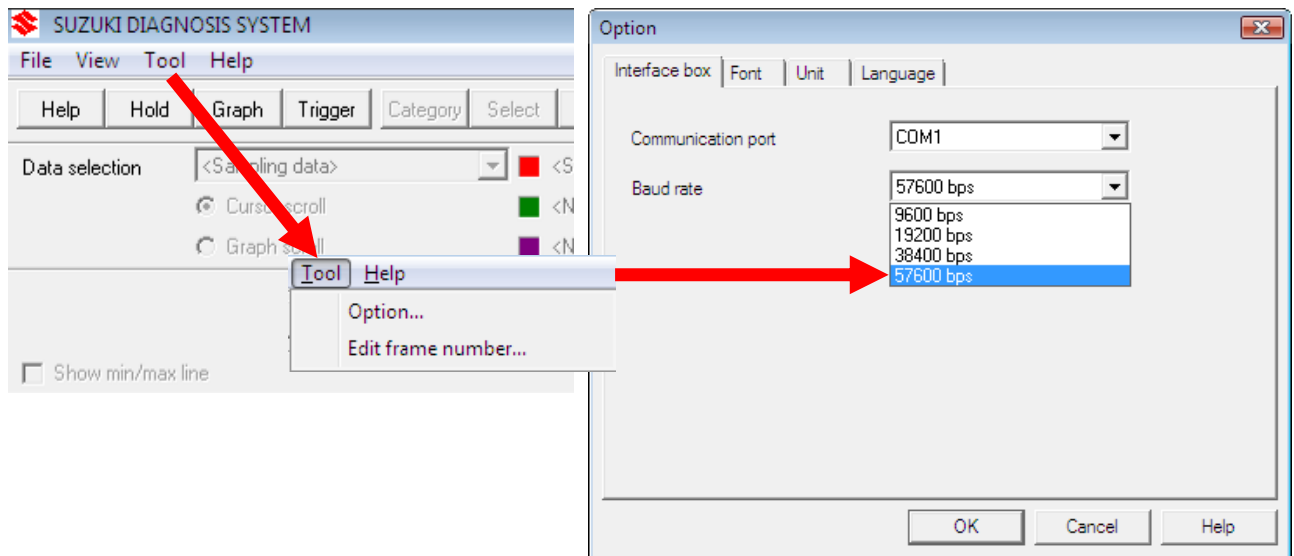 SUZUKI DIAGNOSIS SYSTEM
File View Tool Help
Help Hold Graph Trigger Category Select
Data selection <Sampling data> <S
Cursor scroll <N
Graph scroll <N
Tool Help
Option...
Edit frame number...
Show min/max line
Option
Interface box Font Unit Language
Communication port COM1
Baud rate 57600 bps
9600 bps
19200 bps
38400 bps
57600 bps
OK Cancel Help